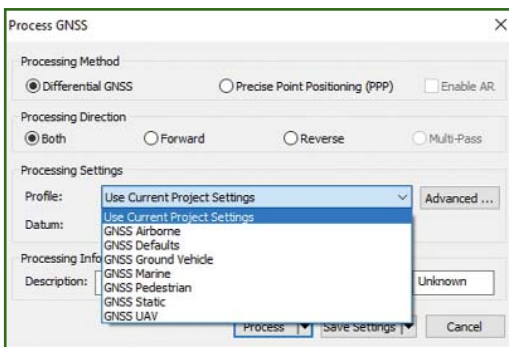 Process GNSS
Processing Method
Differential GNSS Precise Point Positioning (PPP) Enable AR
Processing Direction
Both Forward Reverse Multi-Pass
Processing Settings
Profile: Use Current Project Settings Advanced ...
Use Current Project Settings
Datum:
GNSS Airborne
GNSS Defaults
Processing Info
GNSS Ground Vehicle
GNSS Marine
Description: Unknown
GNSS Pedestrian
GNSS Static
GNSS UAV
Process Save Settings Cancel